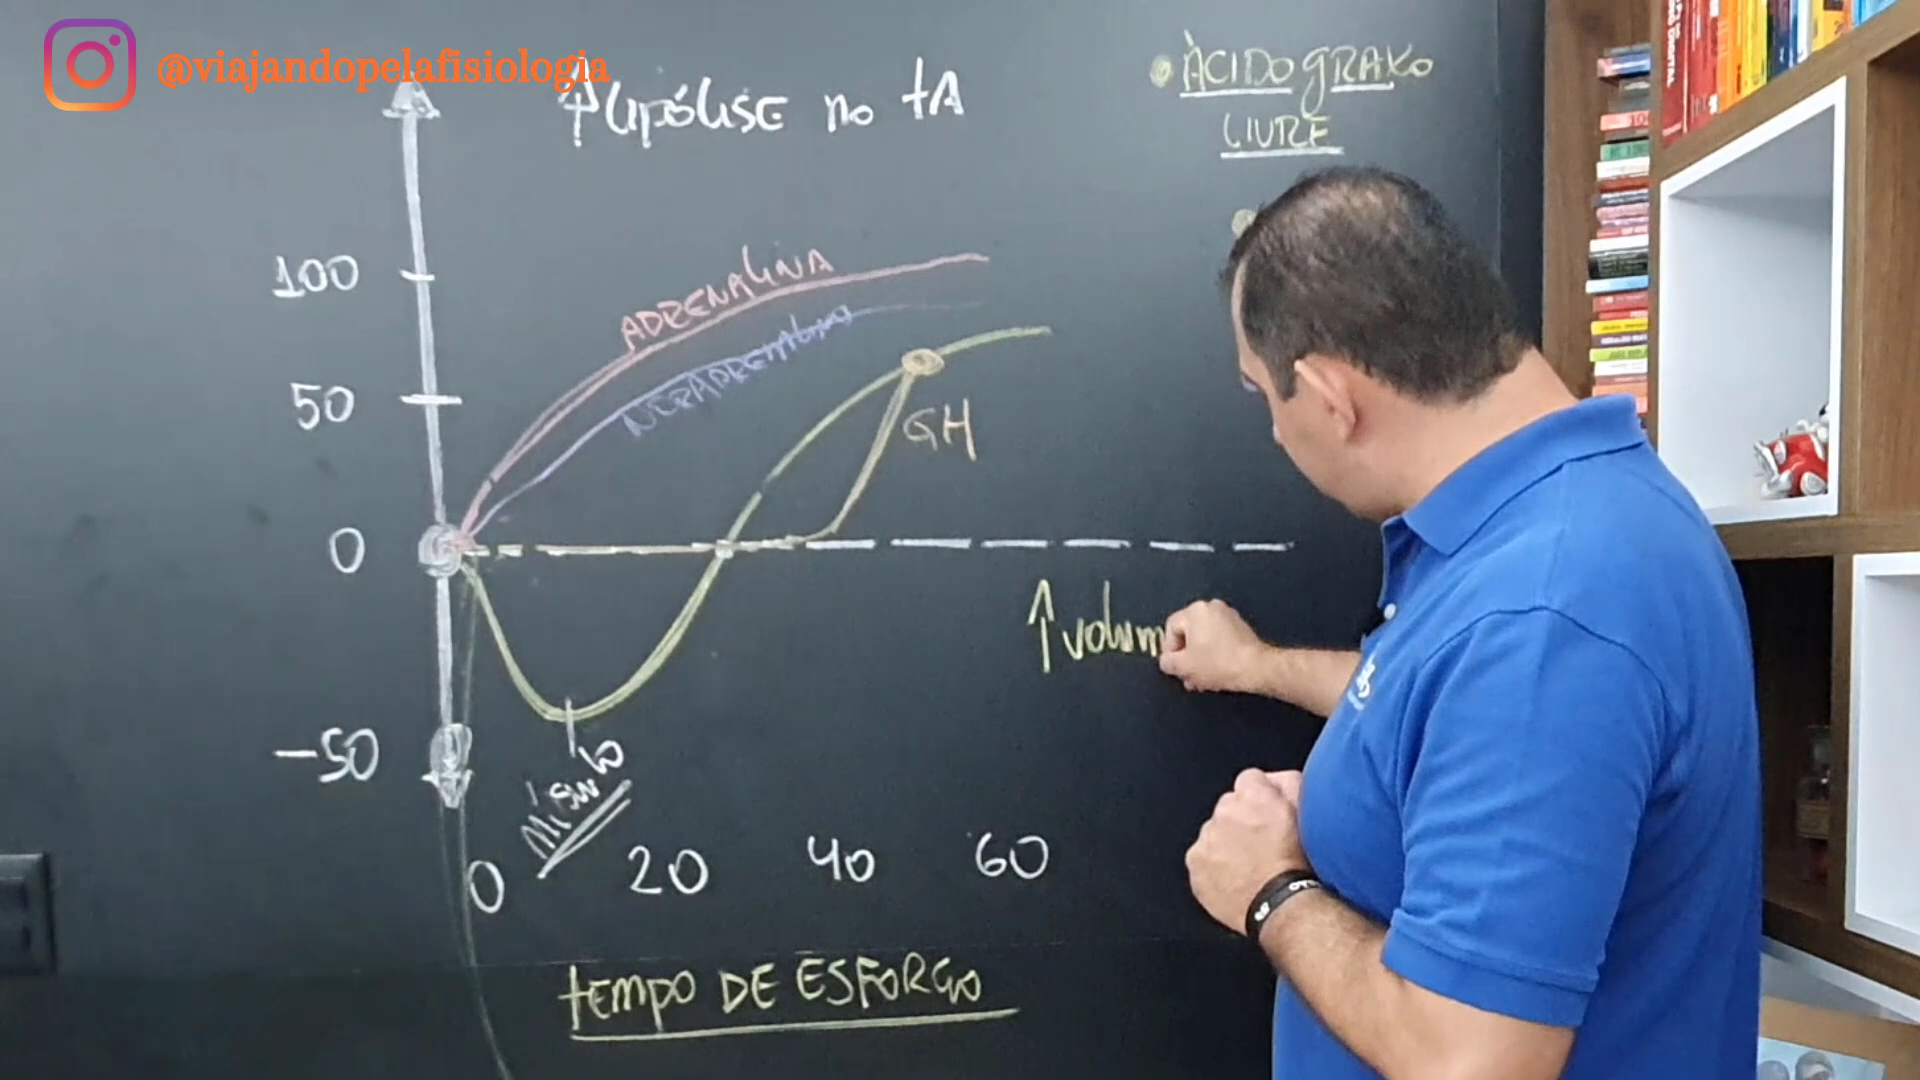 @viajandopelafisiologia
↑ lipólise no tA
• ÁCIDO GRAXO
LIVRE
100
ADRENALINA
NORADRENALINA
50
GH
0
↑ volum
-50
Misnuto
0 20 40 60
tEmpo DE ESFORÇO